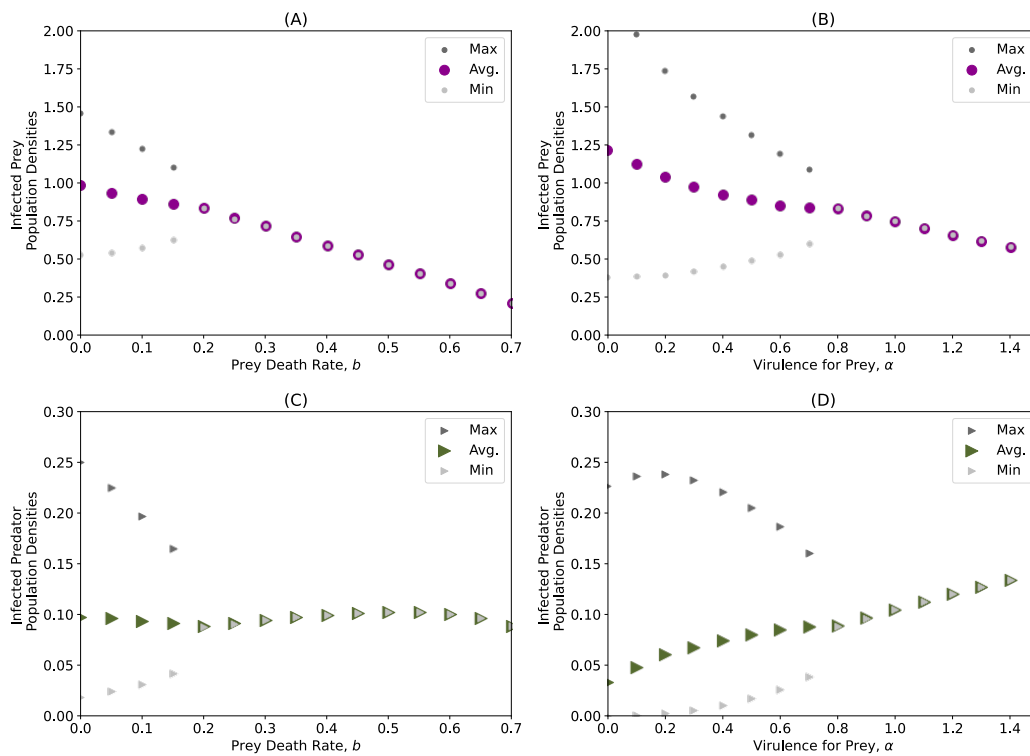 (A)
2.00
1.75
1.50
1.25
1.00
0.75
0.50
0.25
0.00
Infected Prey
Population Densities
Max
Avg.
Min
0.0 0.1 0.2 0.3 0.4 0.5 0.6 0.7
Prey Death Rate, b
(B)
2.00
1.75
1.50
1.25
1.00
0.75
0.50
0.25
0.00
Infected Prey
Population Densities
Max
Avg.
Min
0.0 0.2 0.4 0.6 0.8 1.0 1.2 1.4
Virulence for Prey, α
(C)
0.30
0.25
0.20
0.15
0.10
0.05
0.00
Infected Predator
Population Densities
Max
Avg.
Min
0.0 0.1 0.2 0.3 0.4 0.5 0.6 0.7
Prey Death Rate, b
(D)
0.30
0.25
0.20
0.15
0.10
0.05
0.00
Infected Predator
Population Densities
Max
Avg.
Min
0.0 0.2 0.4 0.6 0.8 1.0 1.2 1.4
Virulence for Prey, α